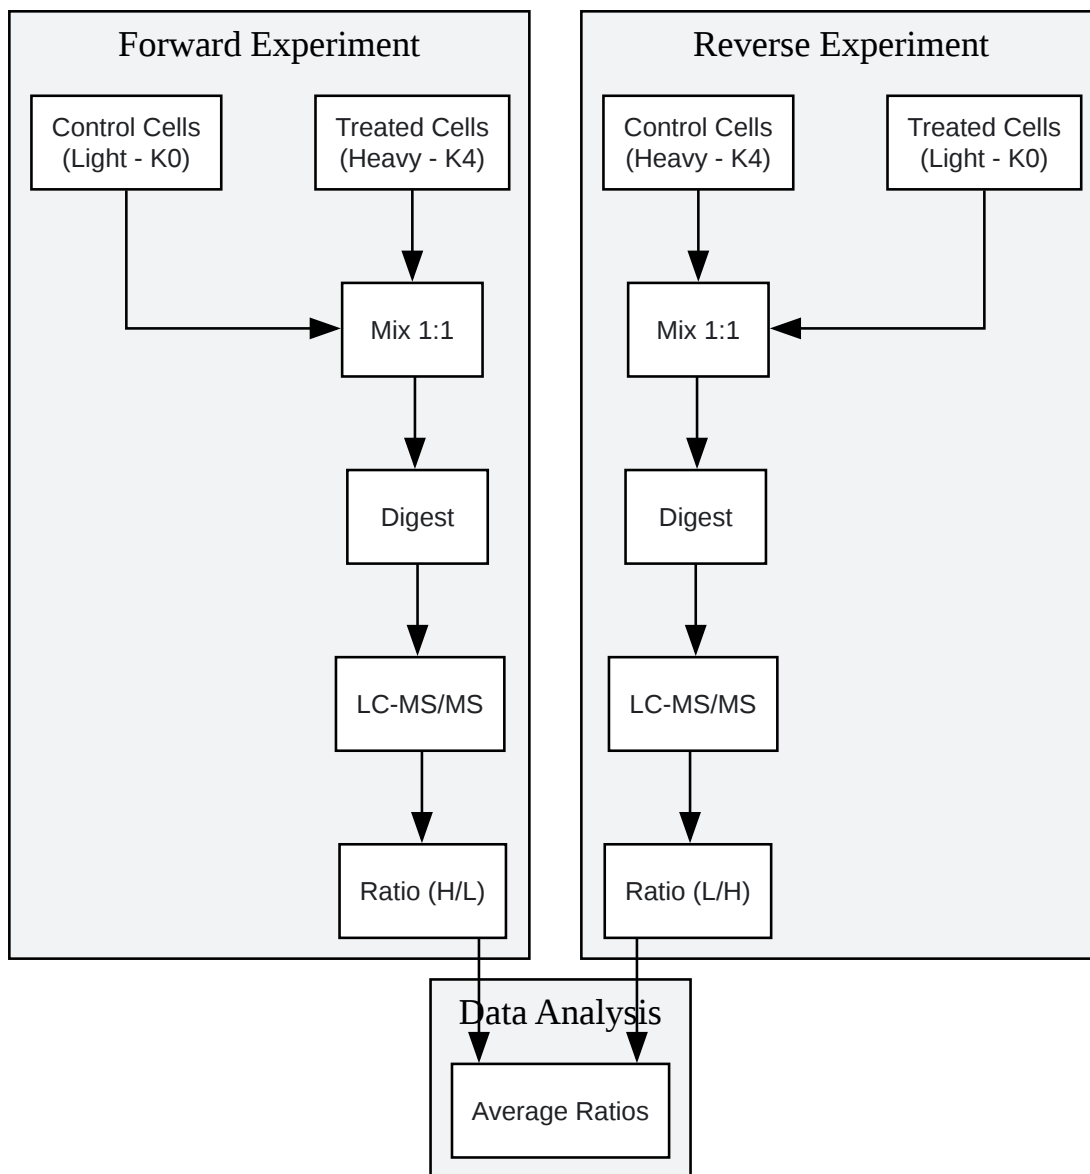 Forward Experiment
Control Cells
(Light - K0)
Treated Cells
(Heavy - K4)
Mix 1:1
Digest
LC-MS/MS
Ratio (H/L)
Reverse Experiment
Control Cells
(Heavy - K4)
Treated Cells
(Light - K0)
Mix 1:1
Digest
LC-MS/MS
Ratio (L/H)
Data Analysis
Average Ratios